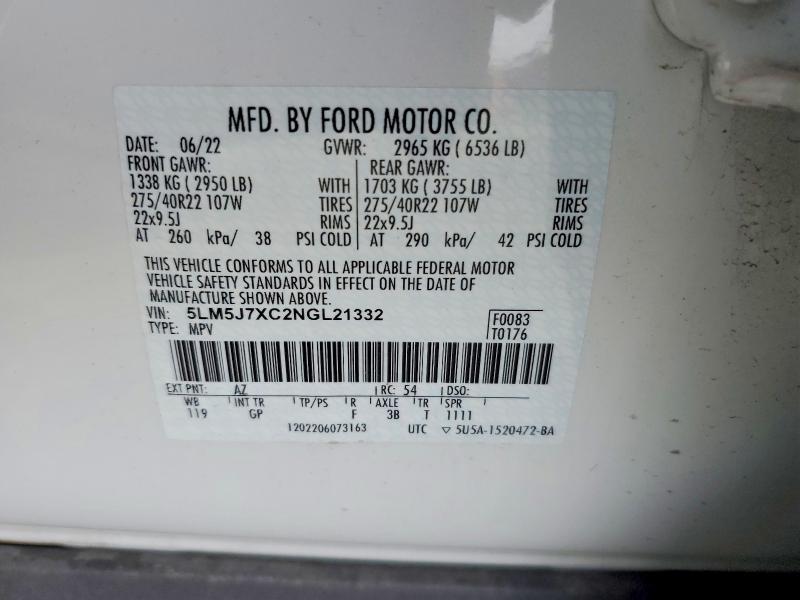 MFD. BY FORD MOTOR CO.
DATE: 06/22 GVWR: 2965 KG ( 6536 LB)
FRONT GAWR: REAR GAWR:
1338 KG ( 2950 LB) WITH 1703 KG ( 3755 LB) WITH
275/40R22 107W TIRES 275/40R22 107W TIRES
22x9.5J RIMS 22x9.5J RIMS
AT 260 kPa/ 38 PSI COLD AT 290 kPa/ 42 PSI COLD
THIS VEHICLE CONFORMS TO ALL APPLICABLE FEDERAL MOTOR
VEHICLE SAFETY STANDARDS IN EFFECT ON THE DATE OF
MANUFACTURE SHOWN ABOVE.
VIN: 5LM5J7XC2NGL21332 F0083
TYPE: MPV T0176
EXT PNT: AZ RC: 54 DSO:
WB INT TR TP/PS R AXLE TR SPR
119 GP F 3B T 1111
1202206073163 UTC ▽ 5U5A-1520472-BA